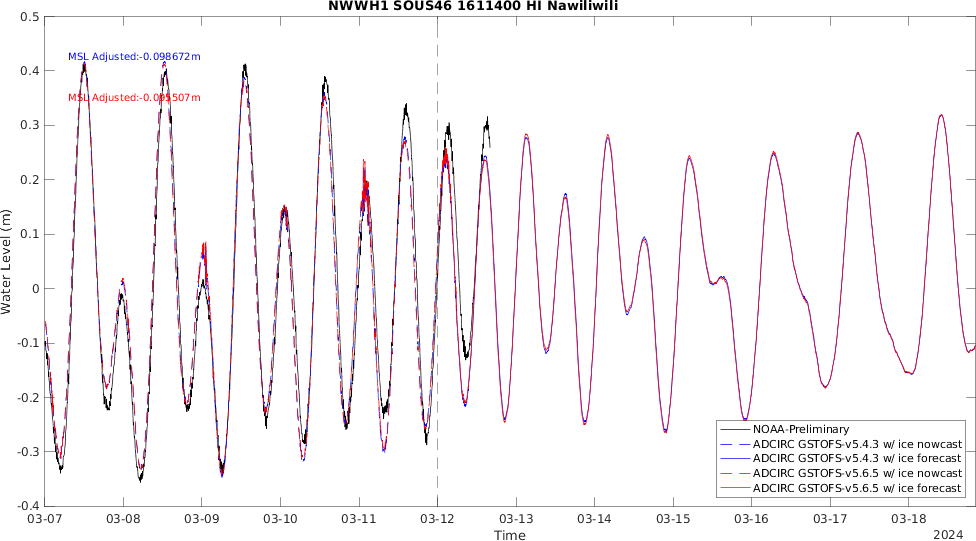 NWWH1 SOUS46 1611400 HI Nawiliwili
0.5
MSL Adjusted:-0.098672m
0.4
MSL Adjusted:-0.095507m
0.3
0.2
0.1
0
-0.1
-0.2
-0.3
-0.4
Water Level (m)
NOAA-Preliminary
ADCIRC GSTOFS-v5.4.3 w/ ice nowcast
ADCIRC GSTOFS-v5.4.3 w/ ice forecast
ADCIRC GSTOFS-v5.6.5 w/ ice nowcast
ADCIRC GSTOFS-v5.6.5 w/ ice forecast
03-07 03-08 03-09 03-10 03-11 03-12 03-13 03-14 03-15 03-16 03-17 03-18
Time
2024